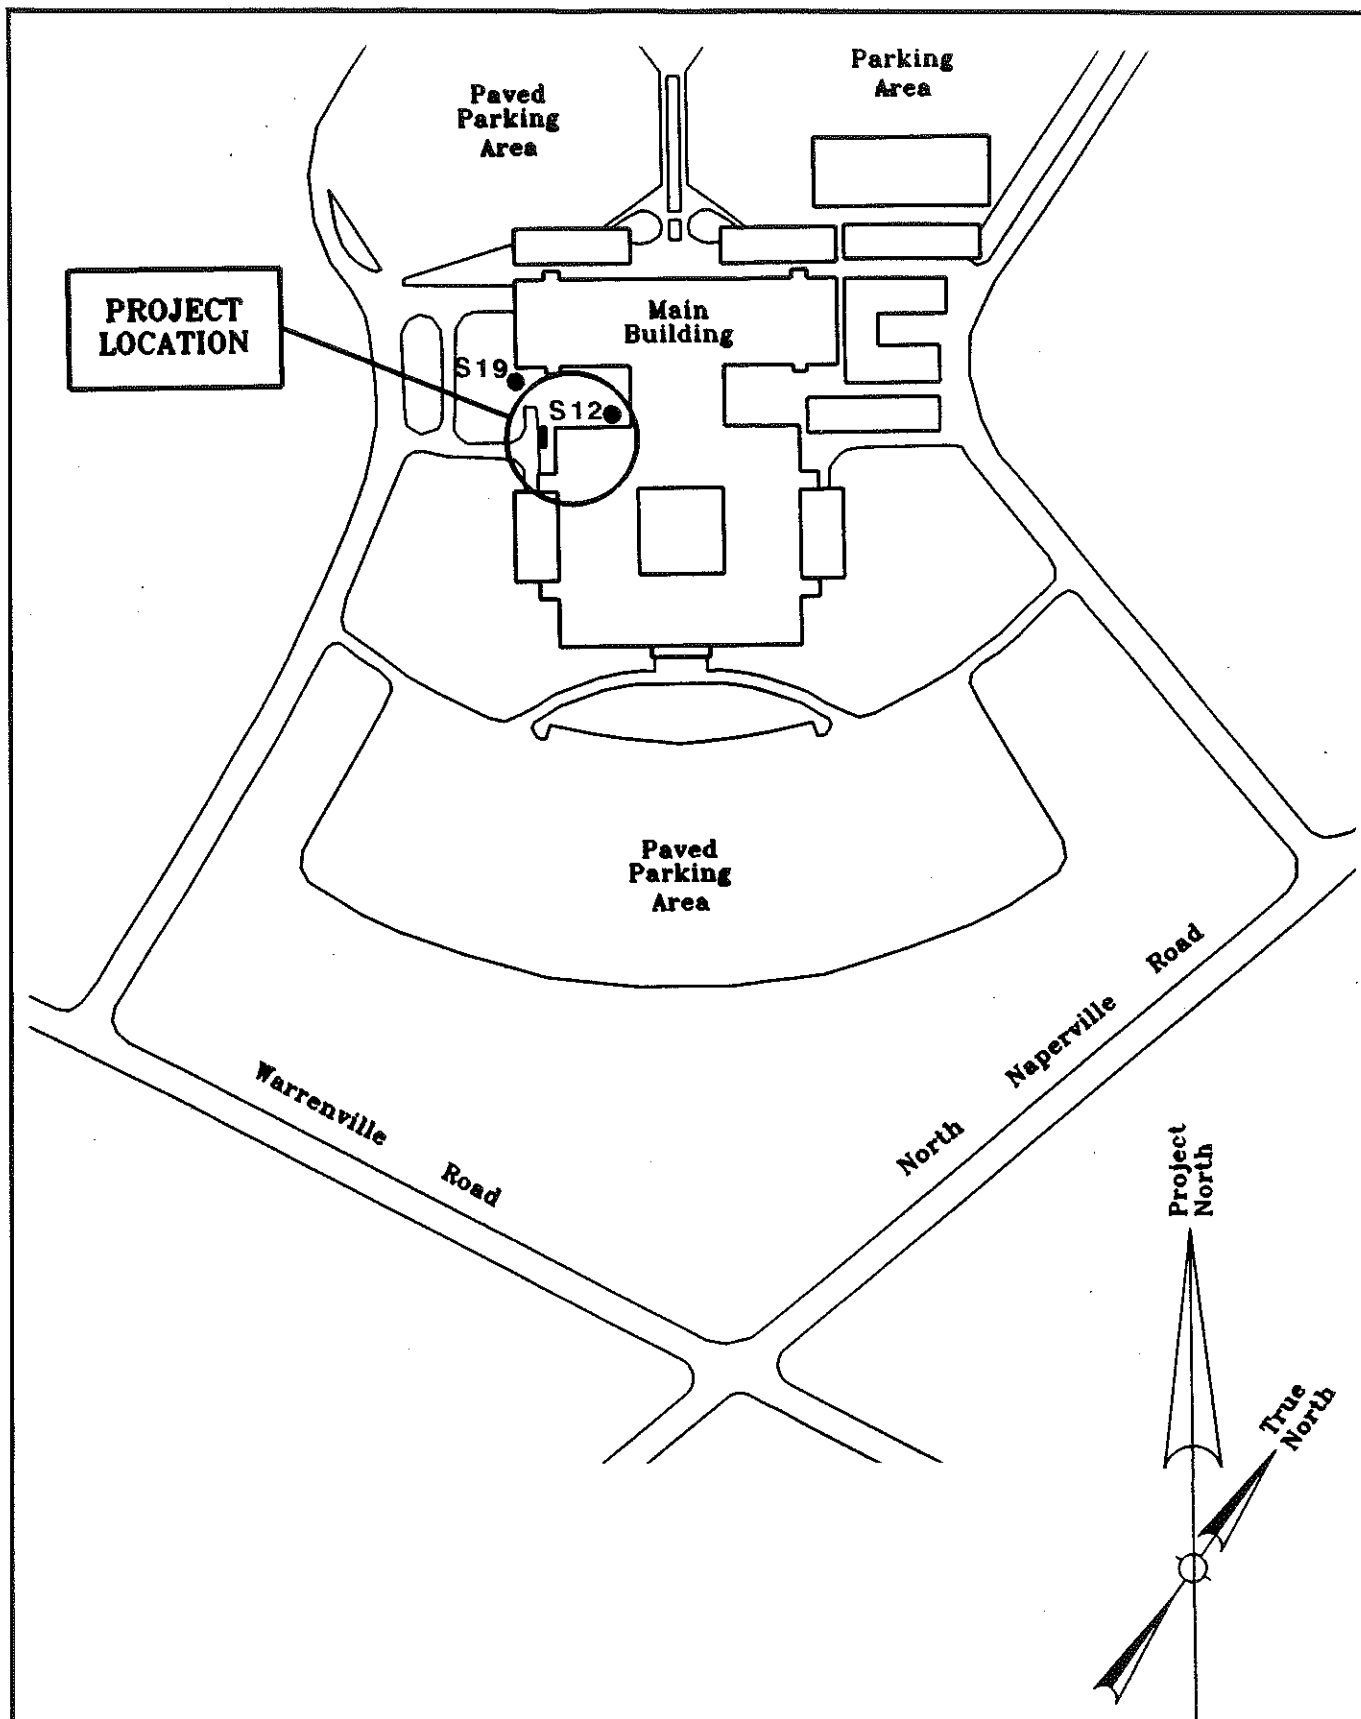 Parking
Area
Paved
Parking
Area
PROJECT
LOCATION
Main
Building
S19
S12
Paved
Parking
Area
Warrenville Road
North Naperville Road
Project
North
True
North